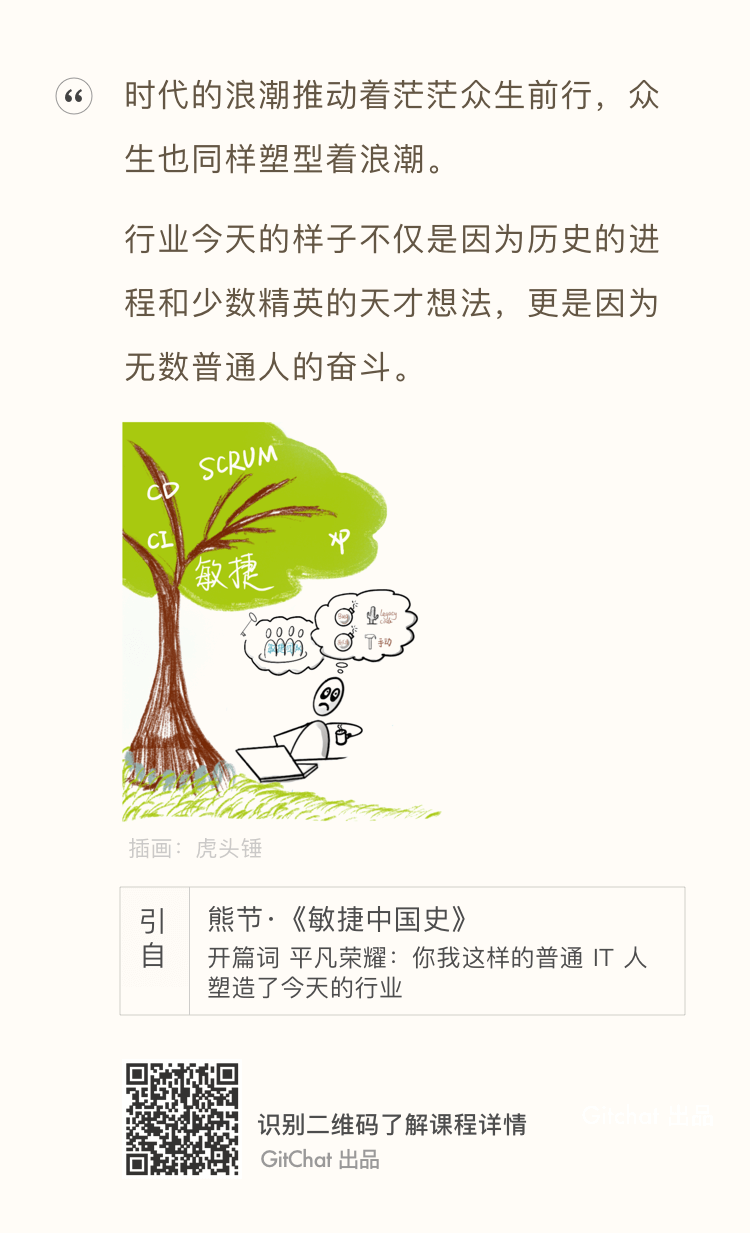 时代的浪潮推动着茫茫众生前行，众
生也同样塑型着浪潮。
行业今天的样子不仅是因为历史的进
程和少数精英的天才想法，更是因为
无数普通人的奋斗。
SCRUM
CD
CI
XP
敏捷
legacy
code
手动
插画：虎头锤
引
自
熊节·《敏捷中国史》
开篇词 平凡荣耀：你我这样的普通 IT 人
塑造了今天的行业
识别二维码了解课程详情
GitChat 出品
Gitchat 出品